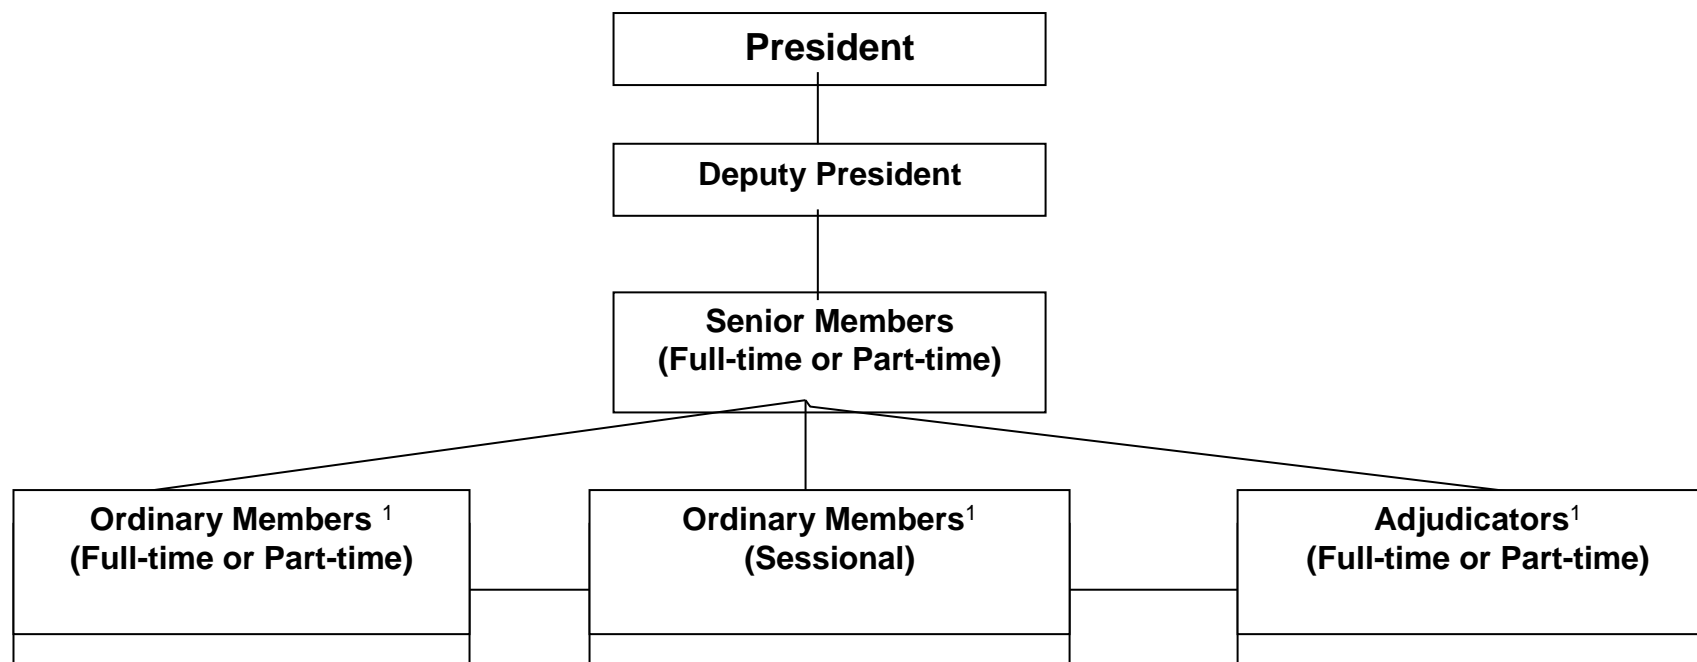 President
Deputy President
Senior Members
(Full-time or Part-time)
Ordinary Members ¹
(Full-time or Part-time)
Ordinary Members¹
(Sessional)
Adjudicators¹
(Full-time or Part-time)